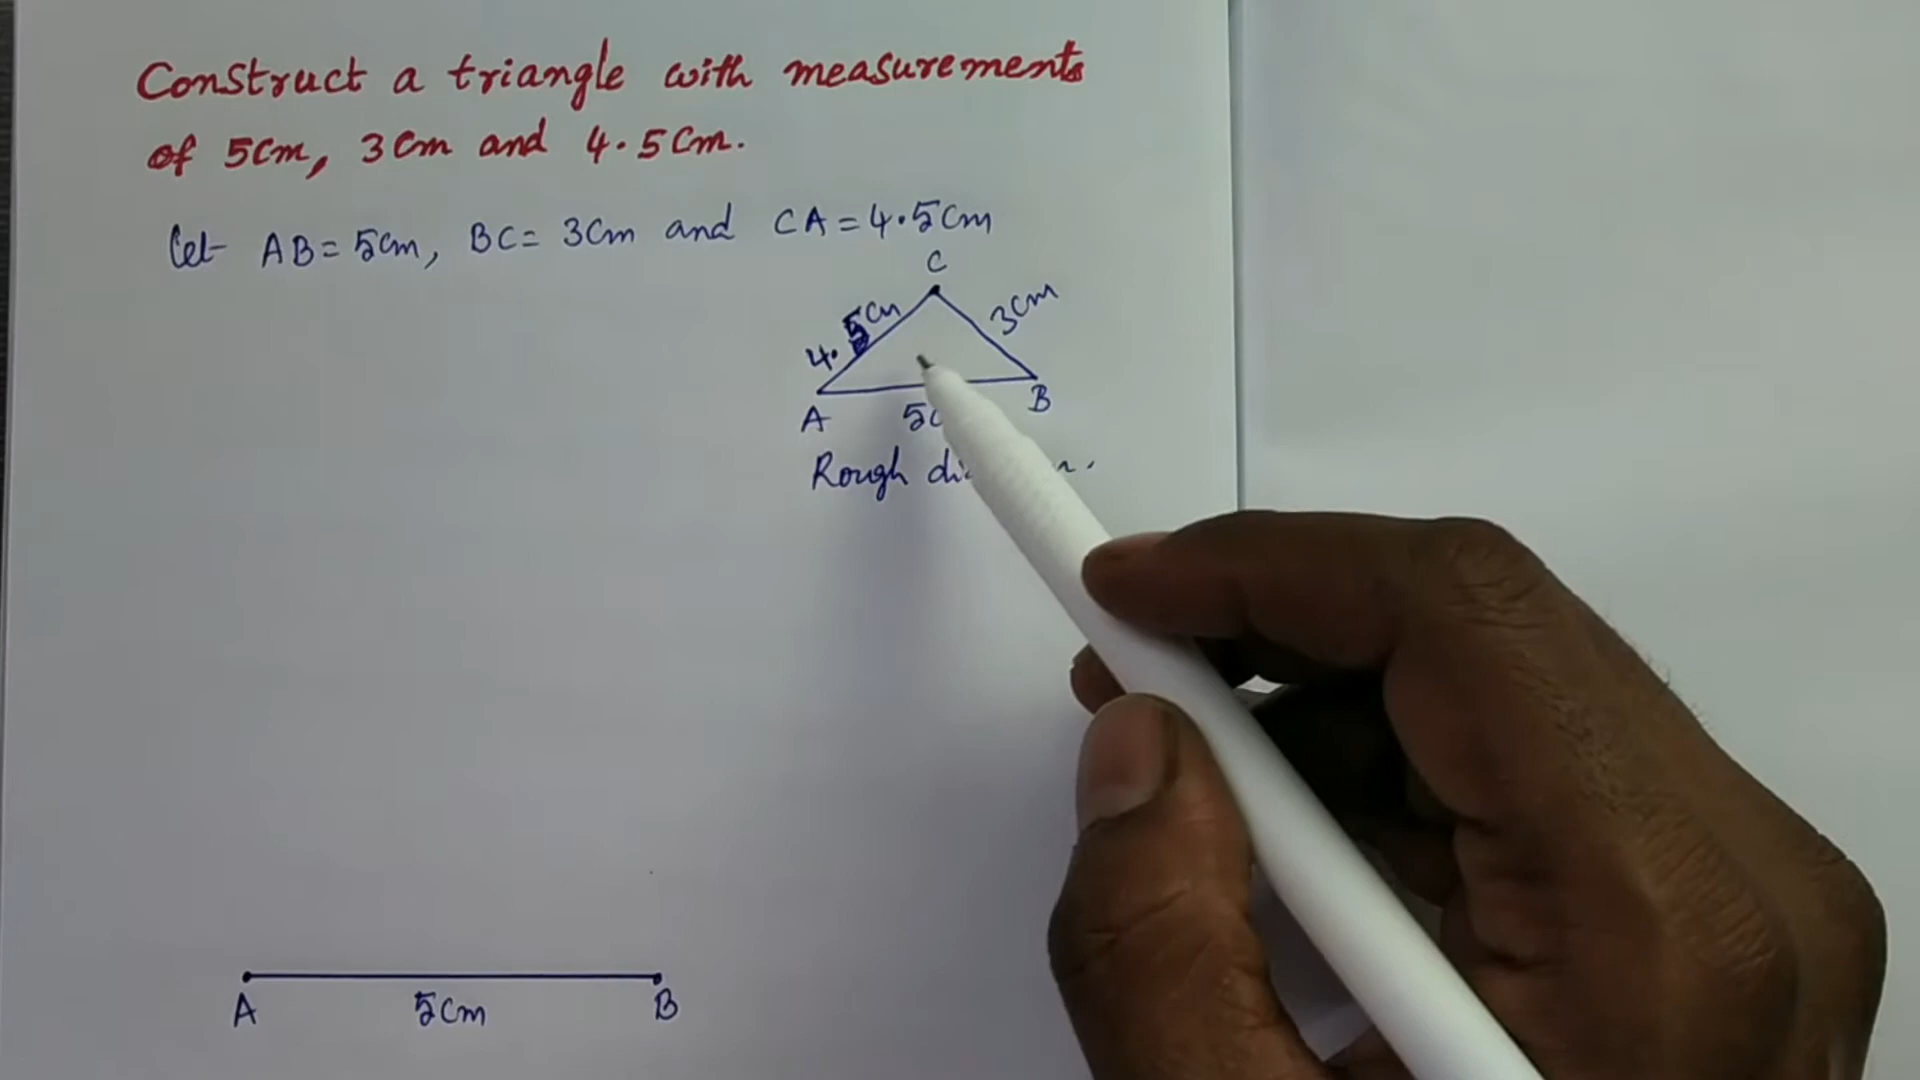 Construct a triangle with measurements
of 5cm, 3cm and 4.5cm.
Let AB = 5cm, BC = 3cm and CA = 4.5cm
C
4.5cm
3cm
A
B
Rough
A
5cm
B